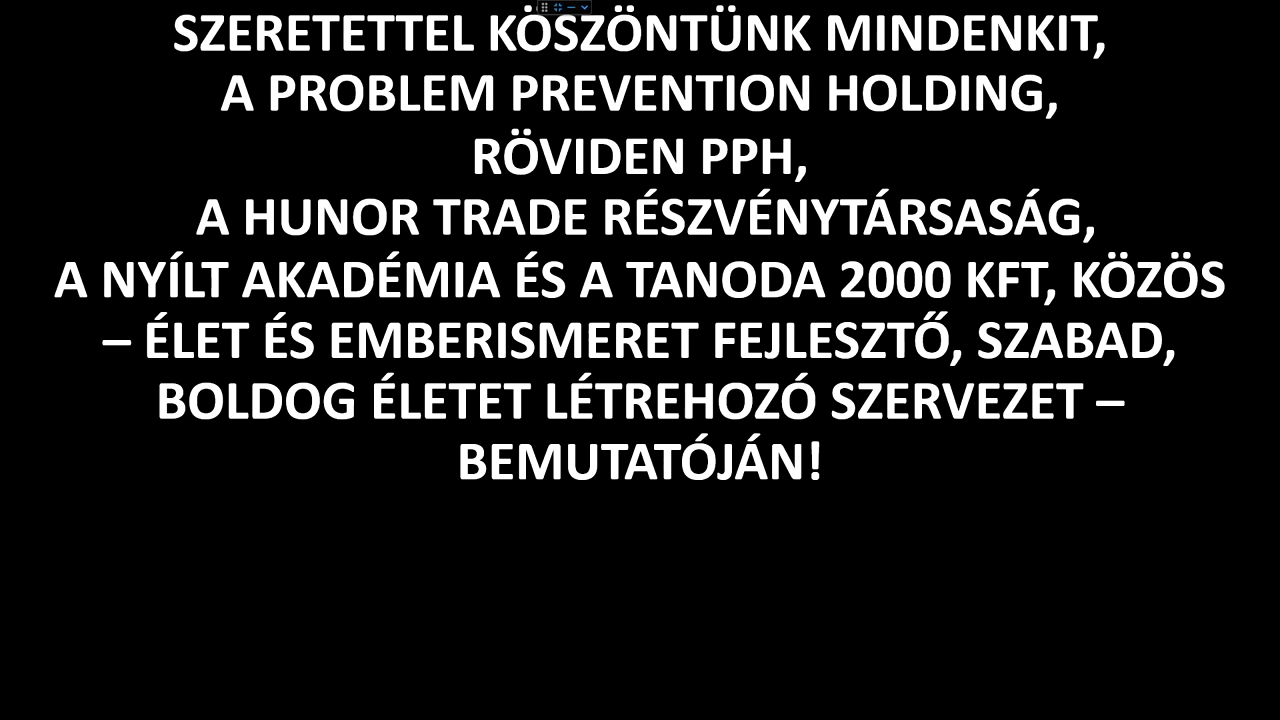 SZERETETTEL KÖSZÖNTÜNK MINDENKIT,
A PROBLEM PREVENTION HOLDING,
RÖVIDEN PPH,
A HUNOR TRADE RÉSZVÉNYTÁRSASÁG,
A NYÍLT AKADÉMIA ÉS A TANODA 2000 KFT, KÖZÖS
– ÉLET ÉS EMBERISMERET FEJLESZTŐ, SZABAD,
BOLDOG ÉLETET LÉTREHOZÓ SZERVEZET –
BEMUTATÓJÁN!